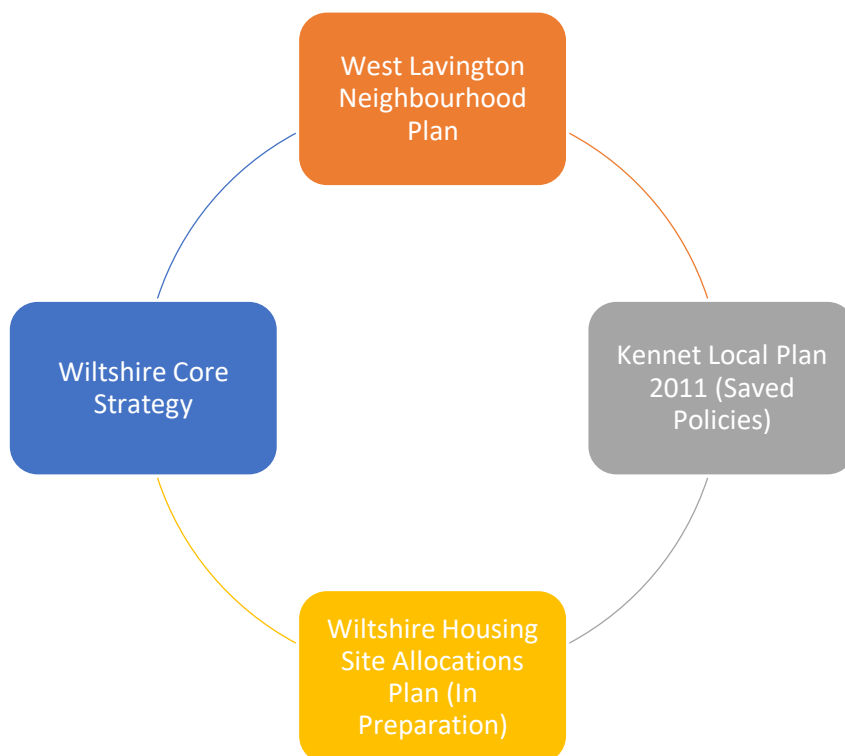 West Lavington
Neighbourhood
Plan
Wiltshire Core
Strategy
Kennet Local Plan
2011 (Saved
Policies)
Wiltshire Housing
Site Allocations
Plan (In
Preparation)